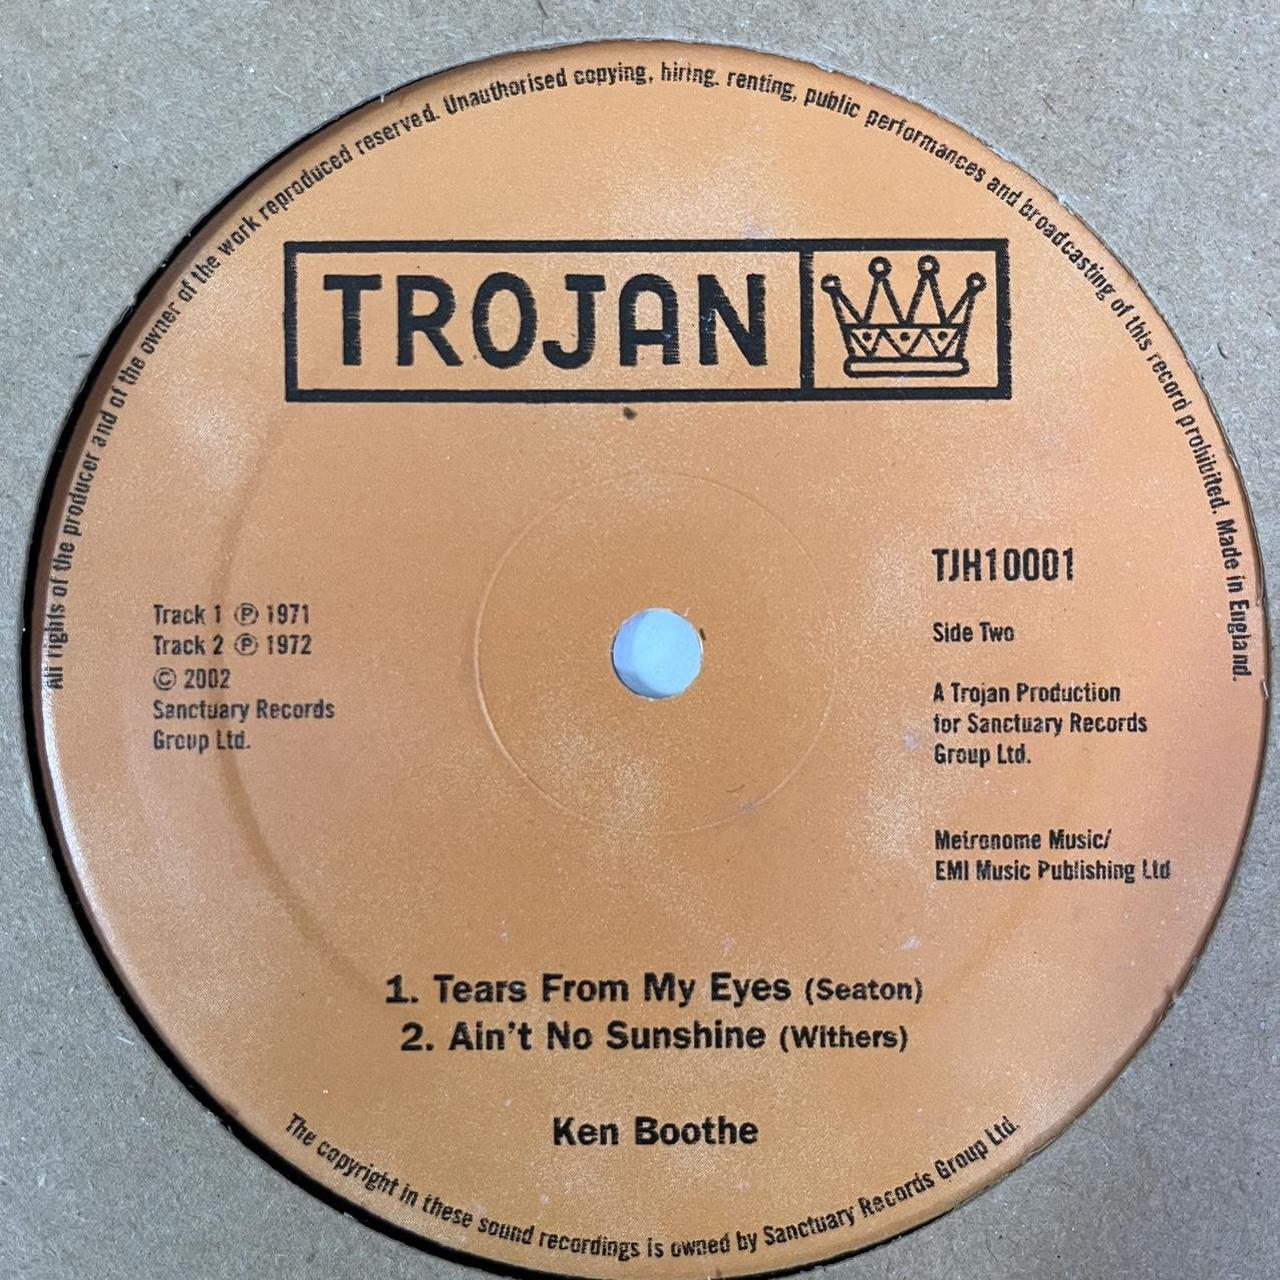 All rights of the producer and of the owner of the work reproduced reserved. Unauthorised copying, hiring, renting, public performances and broadcasting of this record prohibited. Made in England.
TROJAN
TJH10001
Side Two
Track 1 ℗ 1971
Track 2 ℗ 1972
© 2002
Sanctuary Records
Group Ltd.
A Trojan Production
for Sanctuary Records
Group Ltd.
Metronome Music/
EMI Music Publishing Ltd
1. Tears From My Eyes (Seaton)
2. Ain't No Sunshine (Withers)
Ken Boothe
The copyright in these sound recordings is owned by Sanctuary Records Group Ltd.